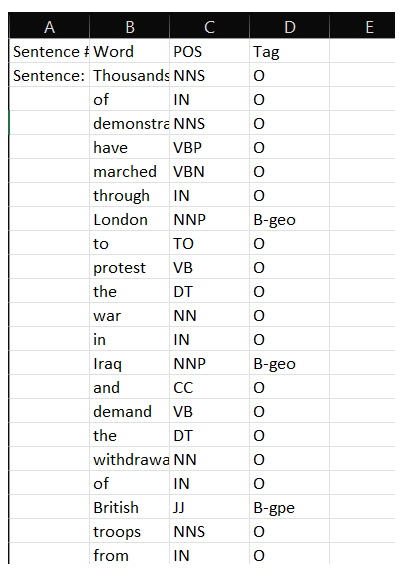 A B C D E
Sentence # Word POS Tag
Sentence: Thousands NNS O
of IN O
demonstra NNS O
have VBP O
marched VBN O
through IN O
London NNP B-geo
to TO O
protest VB O
the DT O
war NN O
in IN O
Iraq NNP B-geo
and CC O
demand VB O
the DT O
withdrawa NN O
of IN O
British JJ B-gpe
troops NNS O
from IN O